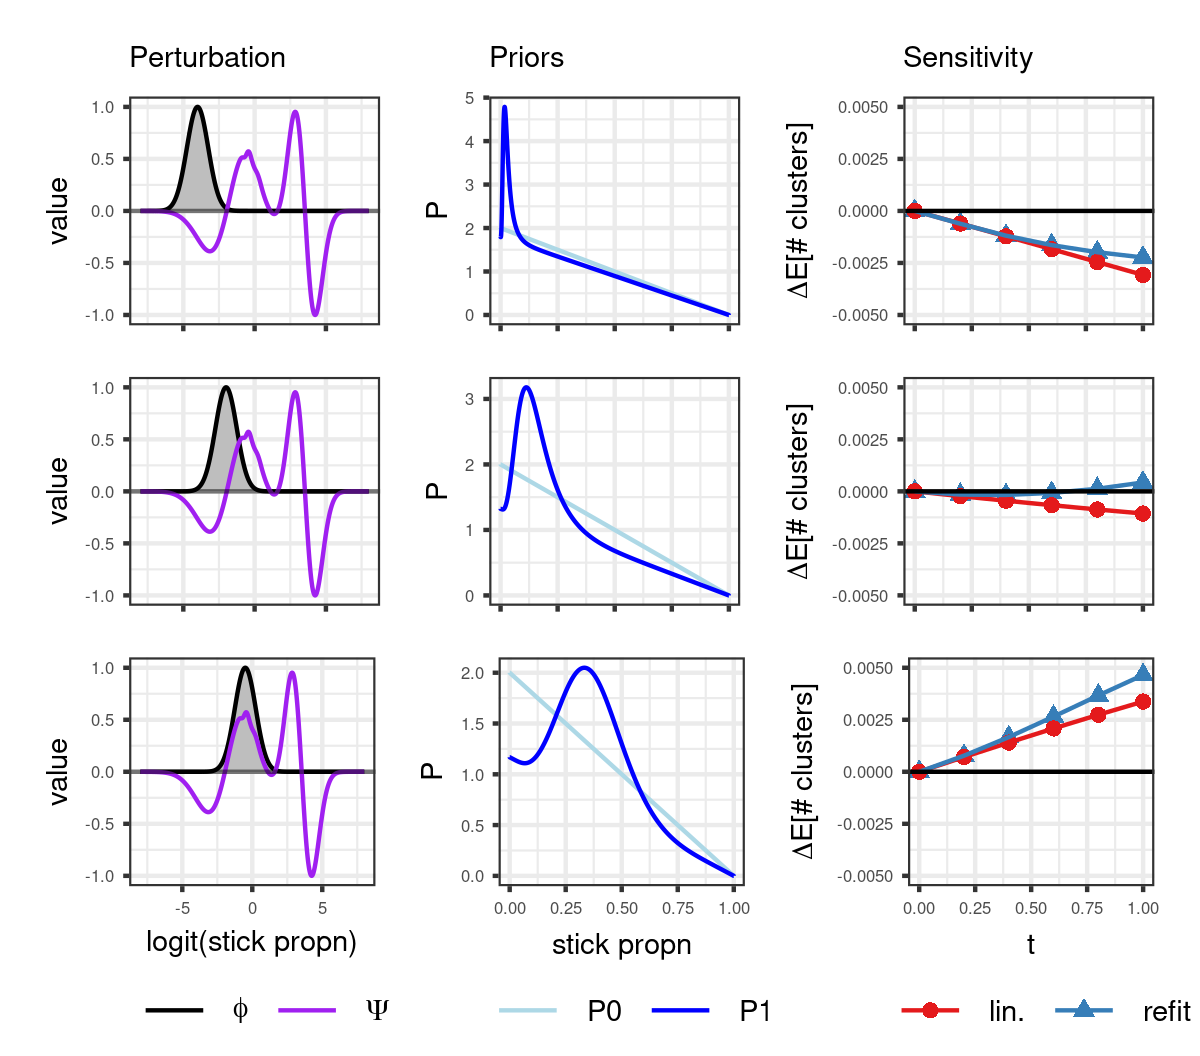 Perturbation Priors Sensitivity
value
1.0
0.5
0.0
-0.5
-1.0
P
5
4
3
2
1
0
ΔE[# clusters]
0.0050
0.0025
0.0000
-0.0025
-0.0050
value
1.0
0.5
0.0
-0.5
-1.0
P
3
2
1
0
ΔE[# clusters]
0.0050
0.0025
0.0000
-0.0025
-0.0050
value
1.0
0.5
0.0
-0.5
-1.0
-5 0 5
logit(stick propn)
P
2.0
1.5
1.0
0.5
0.0
0.00 0.25 0.50 0.75 1.00
stick propn
ΔE[# clusters]
0.0050
0.0025
0.0000
-0.0025
-0.0050
0.00 0.25 0.50 0.75 1.00
t
ϕ Ψ P0 P1 lin. refit